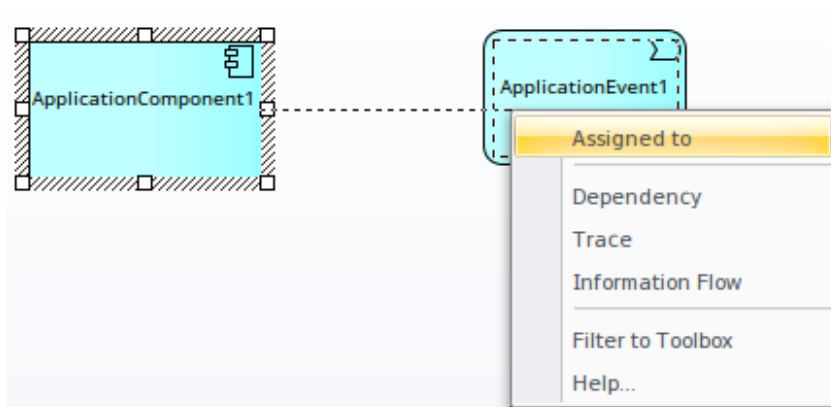 ApplicationComponent1
ApplicationEvent1
Assigned to
Dependency
Trace
Information Flow
Filter to Toolbox
Help...